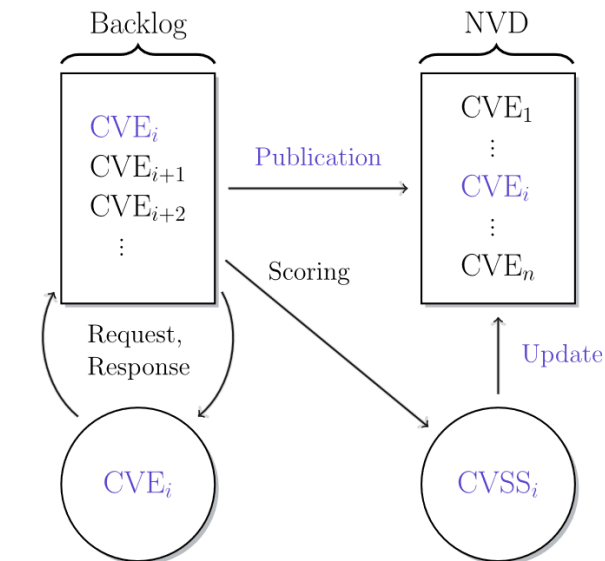 Backlog
NVD
CVE_i
CVE_{i+1}
CVE_{i+2}
⋮
Publication
CVE_1
⋮
CVE_i
⋮
CVE_n
Scoring
Request,
Response
Update
CVE_i
CVSS_i